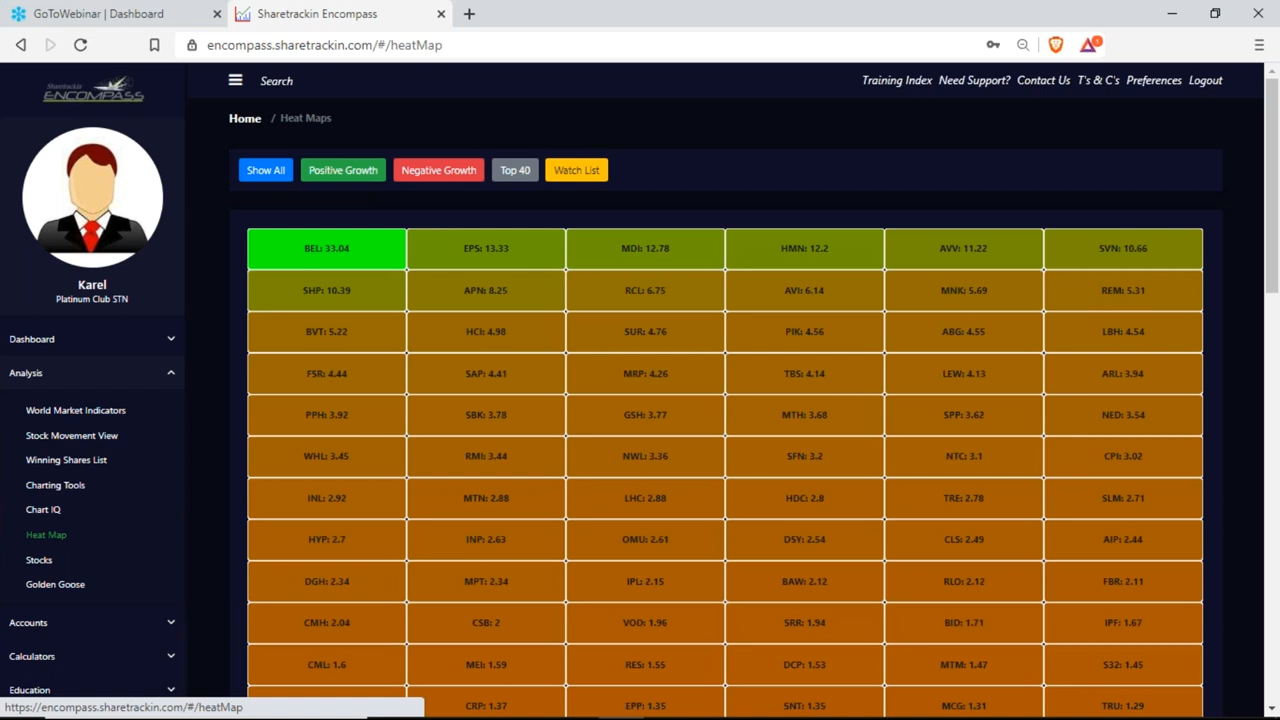 GoToWebinar | Dashboard
Sharetrackin Encompass
encompass.sharetrackin.com/#/heatMap
Sharetrackin
ENCOMPASS
Search
Training Index Need Support? Contact Us T's & C's Preferences Logout
Home / Heat Maps
Show All Positive Growth Negative Growth Top 40 Watch List
Karel
Platinum Club STN
Dashboard
Analysis
World Market Indicators
Stock Movement View
Winning Shares List
Charting Tools
Chart IQ
Heat Map
Stocks
Golden Goose
Accounts
Calculators
Education
BEL: 33.04 EPS: 13.33 MDI: 12.78 HMN: 12.2 AVV: 11.22 SVN: 10.66
SHP: 10.39 APN: 8.25 RCL: 6.75 AVI: 6.14 MNK: 5.69 REM: 5.31
BVT: 5.22 HCI: 4.98 SUR: 4.76 PIK: 4.56 ABG: 4.55 LBH: 4.54
FSR: 4.44 SAP: 4.41 MRP: 4.26 TBS: 4.14 LEW: 4.13 ARL: 3.94
PPH: 3.92 SBK: 3.78 GSH: 3.77 MTH: 3.68 SPP: 3.62 NED: 3.54
WHL: 3.45 RMI: 3.44 NWL: 3.36 SFN: 3.2 NTC: 3.1 CPI: 3.02
INL: 2.92 MTN: 2.88 LHC: 2.88 HDC: 2.8 TRE: 2.78 SLM: 2.71
HYP: 2.7 INP: 2.63 OMU: 2.61 DSY: 2.54 CLS: 2.49 AIP: 2.44
DGH: 2.34 MPT: 2.34 IPL: 2.15 BAW: 2.12 RLO: 2.12 FBR: 2.11
CMH: 2.04 CSB: 2 VOD: 1.96 SRR: 1.94 BID: 1.71 IPF: 1.67
CML: 1.6 MEI: 1.59 RES: 1.55 DCP: 1.53 MTM: 1.47 S32: 1.45
CRP: 1.37 EPP: 1.35 SNT: 1.35 MCG: 1.31 TRU: 1.29
https://encompass.sharetrackin.com/#/heatMap